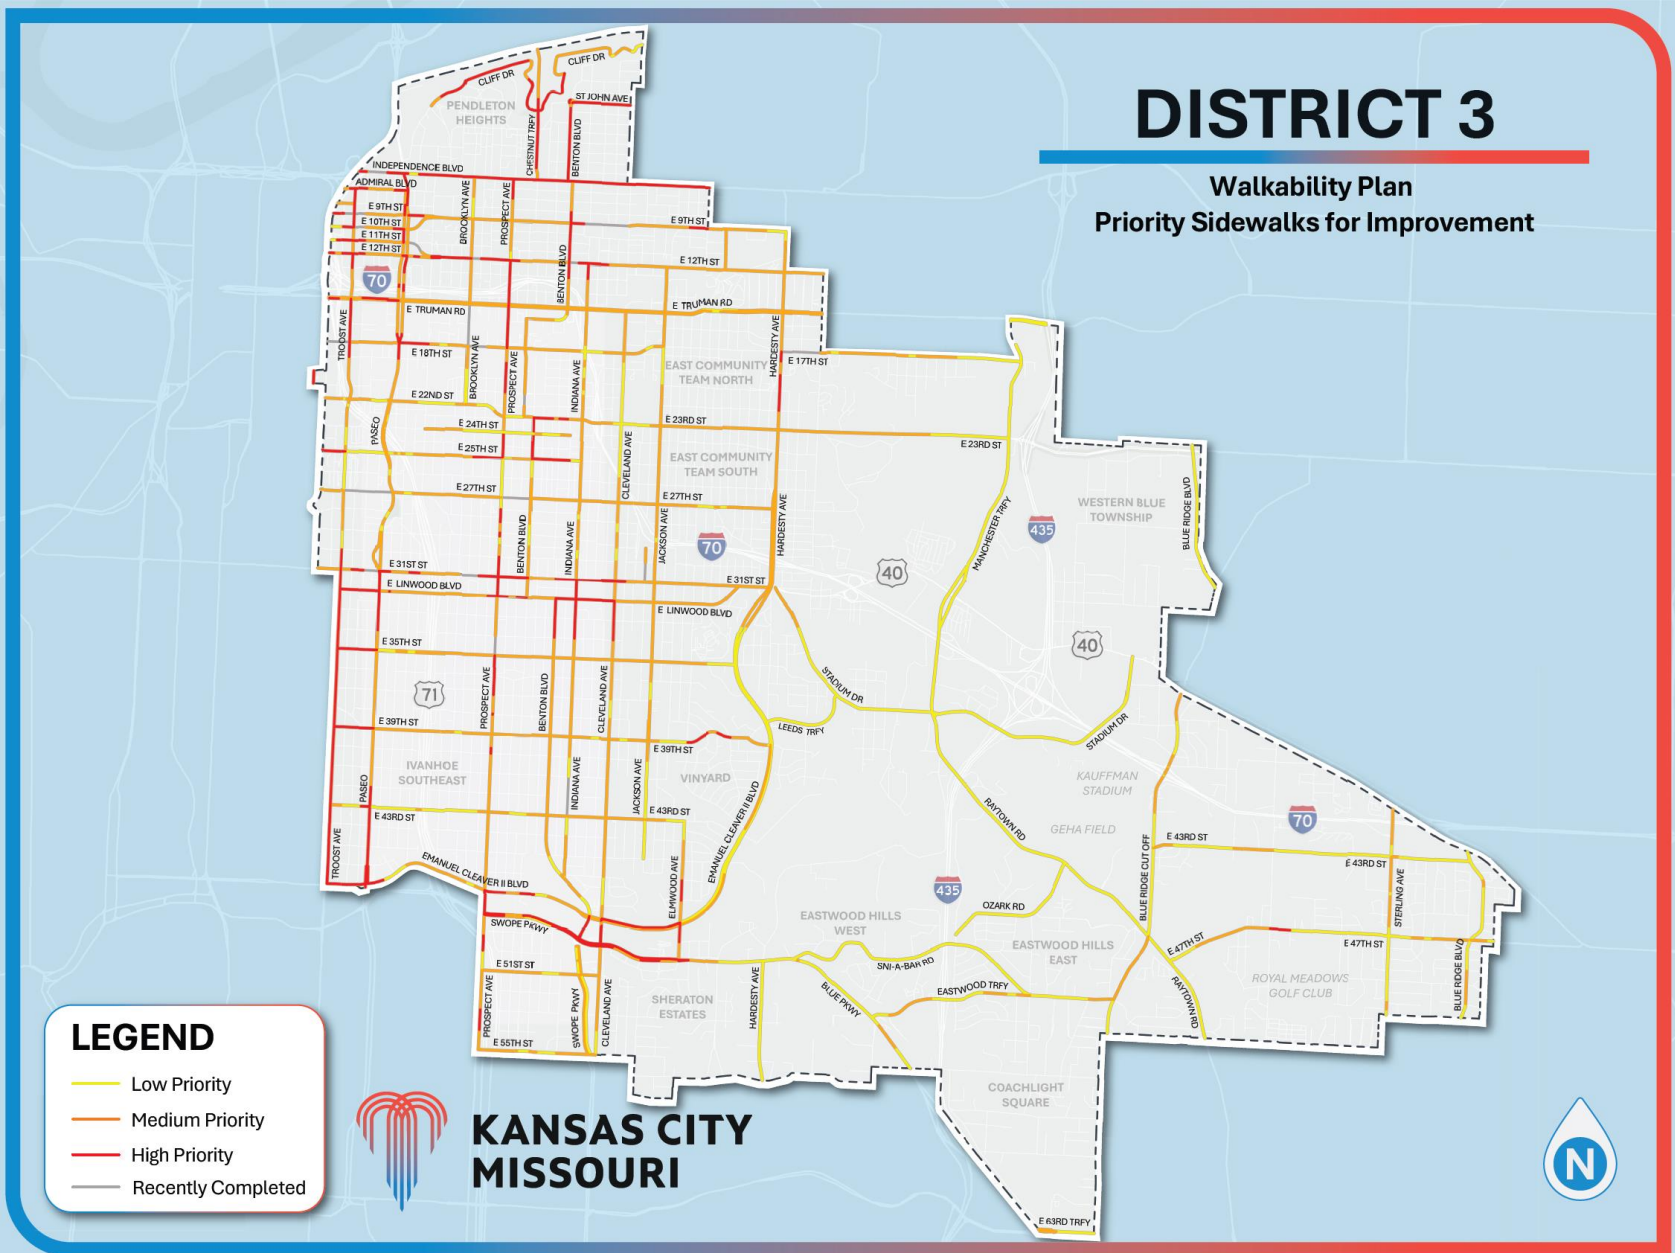 DISTRICT 3
Walkability Plan
Priority Sidewalks for Improvement
CLIFF DR
CLIFF DR
PENDLETON
HEIGHTS
ST JOHN AVE
CHESTNUT TRFY
BENTON BLVD
INDEPENDENCE BLVD
ADMIRAL BLVD
BROOKLYN AVE
PROSPECT AVE
E 9TH ST
E 9TH ST
E 10TH ST
E 11TH ST
E 12TH ST
E 12TH ST
BENTON BLVD
70
E TRUMAN RD
E TRUMAN RD
TROOST AVE
E 18TH ST
BROOKLYN AVE
PROSPECT AVE
INDIANA AVE
EAST COMMUNITY
TEAM NORTH
HARDESTY AVE
E 17TH ST
E 22ND ST
E 24TH ST
E 23RD ST
E 23RD ST
PASEO
E 25TH ST
CLEVELAND AVE
EAST COMMUNITY
TEAM SOUTH
E 27TH ST
E 27TH ST
WESTERN BLUE
TOWNSHIP
BLUE RIDGE BLVD
MANCHESTER TRFY
435
BENTON BLVD
INDIANA AVE
JACKSON AVE
70
HARDESTY AVE
40
E 31ST ST
E 31ST ST
E LINWOOD BLVD
E LINWOOD BLVD
E 35TH ST
40
71
PROSPECT AVE
BENTON BLVD
CLEVELAND AVE
STADIUM DR
E 39TH ST
LEEDS TRFY
STADIUM DR
E 39TH ST
IVANHOE
SOUTHEAST
PASEO
INDIANA AVE
JACKSON AVE
VINYARD
KAUFFMAN
STADIUM
E 43RD ST
E 43RD ST
EMANUEL CLEAVER II BLVD
RAYTOWN RD
GEHA FIELD
70
E 43RD ST
E 43RD ST
TROOST AVE
EMANUEL CLEAVER II BLVD
ELMWOOD AVE
BLUE RIDGE CUT OFF
STERLING AVE
435
OZARK RD
EASTWOOD HILLS
WEST
SWOPE PKWY
EASTWOOD HILLS
EAST
E 47TH ST
E 47TH ST
E 51ST ST
SNI-A-BAR RD
PROSPECT AVE
SWOPE PKWY
CLEVELAND AVE
SHERATON
ESTATES
HARDESTY AVE
BLUE PKWY
EASTWOOD TRFY
RAYTOWN RD
ROYAL MEADOWS
GOLF CLUB
BLUE RIDGE BLVD
E 55TH ST
COACHLIGHT
SQUARE
E 63RD TRFY
LEGEND
Low Priority
Medium Priority
High Priority
Recently Completed
KANSAS CITY
MISSOURI
N